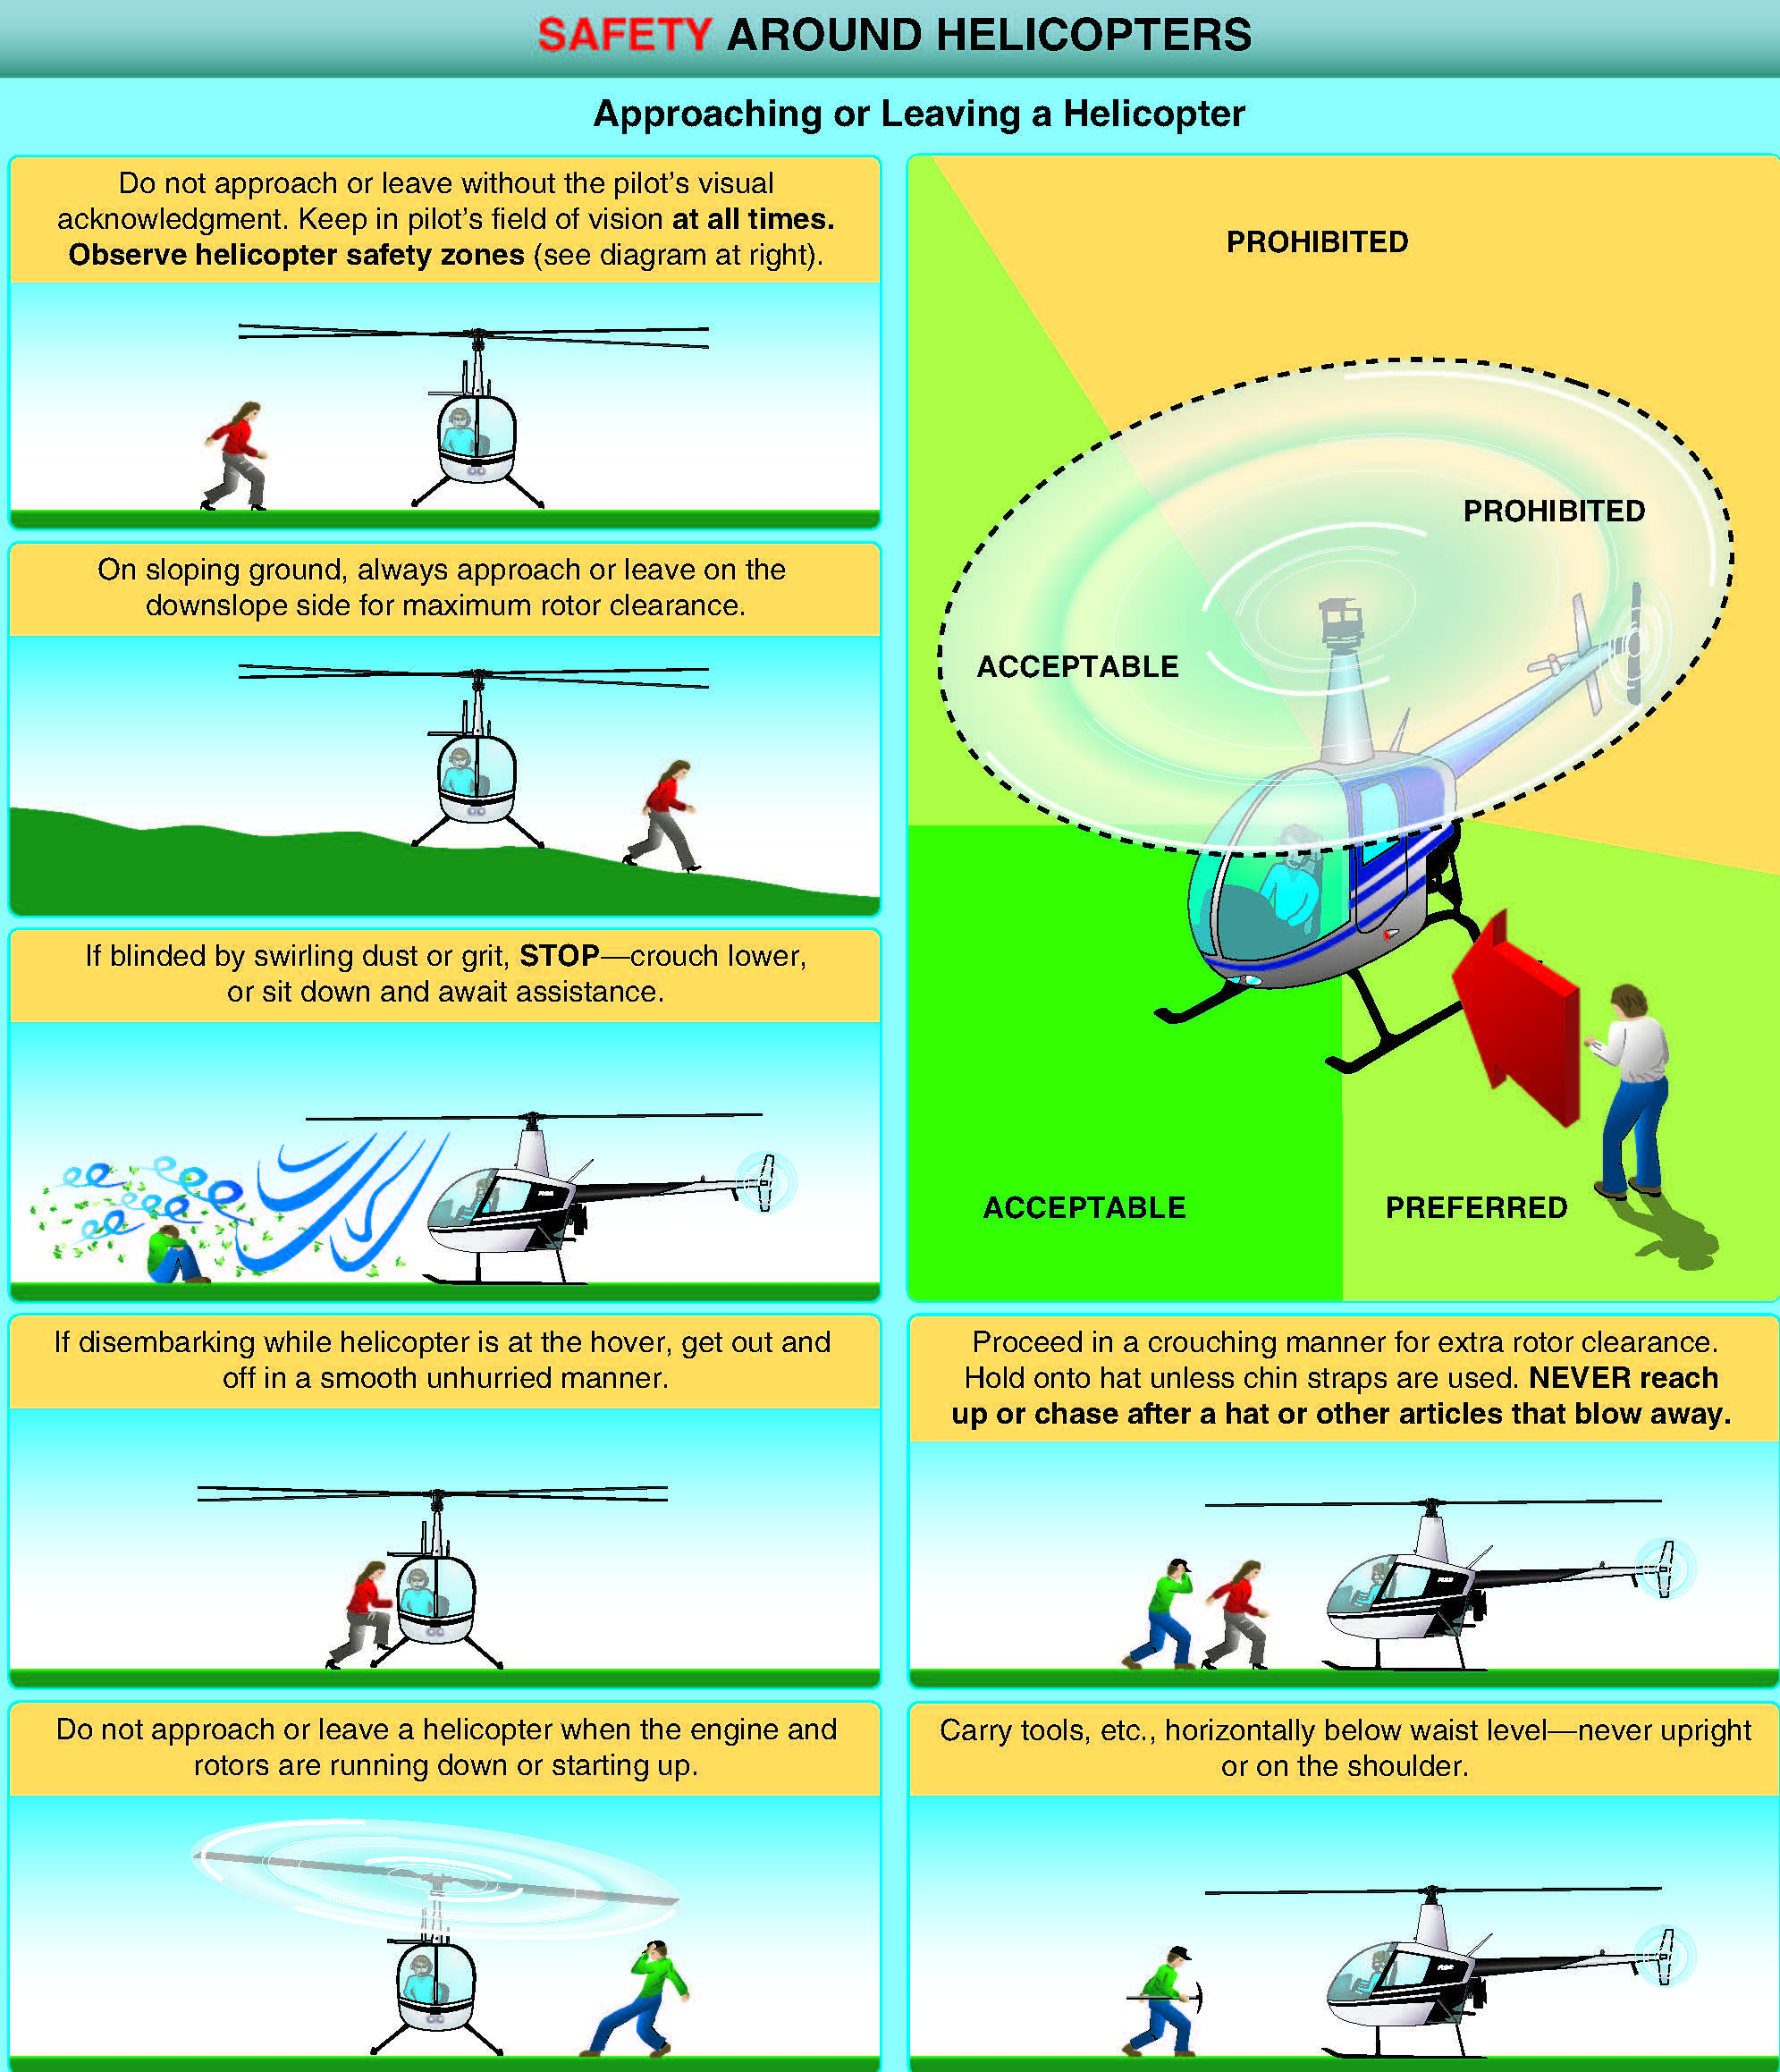 SAFETY AROUND HELICOPTERS
Approaching or Leaving a Helicopter
Do not approach or leave without the pilot’s visual
acknowledgment. Keep in pilot’s field of vision at all times.
Observe helicopter safety zones (see diagram at right).
On sloping ground, always approach or leave on the
downslope side for maximum rotor clearance.
If blinded by swirling dust or grit, STOP—crouch lower,
or sit down and await assistance.
If disembarking while helicopter is at the hover, get out and
off in a smooth unhurried manner.
Do not approach or leave a helicopter when the engine and
rotors are running down or starting up.
PROHIBITED
PROHIBITED
ACCEPTABLE
ACCEPTABLE
PREFERRED
Proceed in a crouching manner for extra rotor clearance.
Hold onto hat unless chin straps are used. NEVER reach
up or chase after a hat or other articles that blow away.
Carry tools, etc., horizontally below waist level—never upright
or on the shoulder.